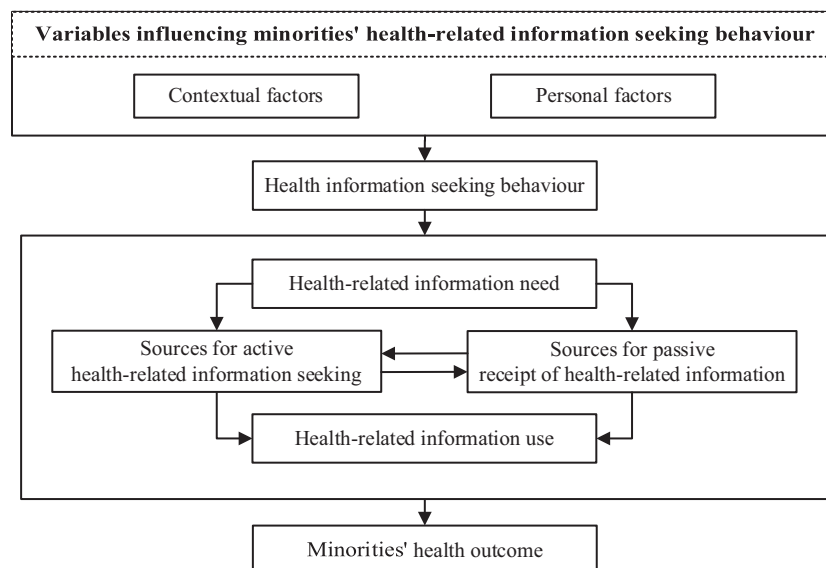 Variables influencing minorities' health-related information seeking behaviour
Contextual factors
Personal factors
Health information seeking behaviour
Health-related information need
Sources for active
health-related information seeking
Sources for passive
receipt of health-related information
Health-related information use
Minorities' health outcome